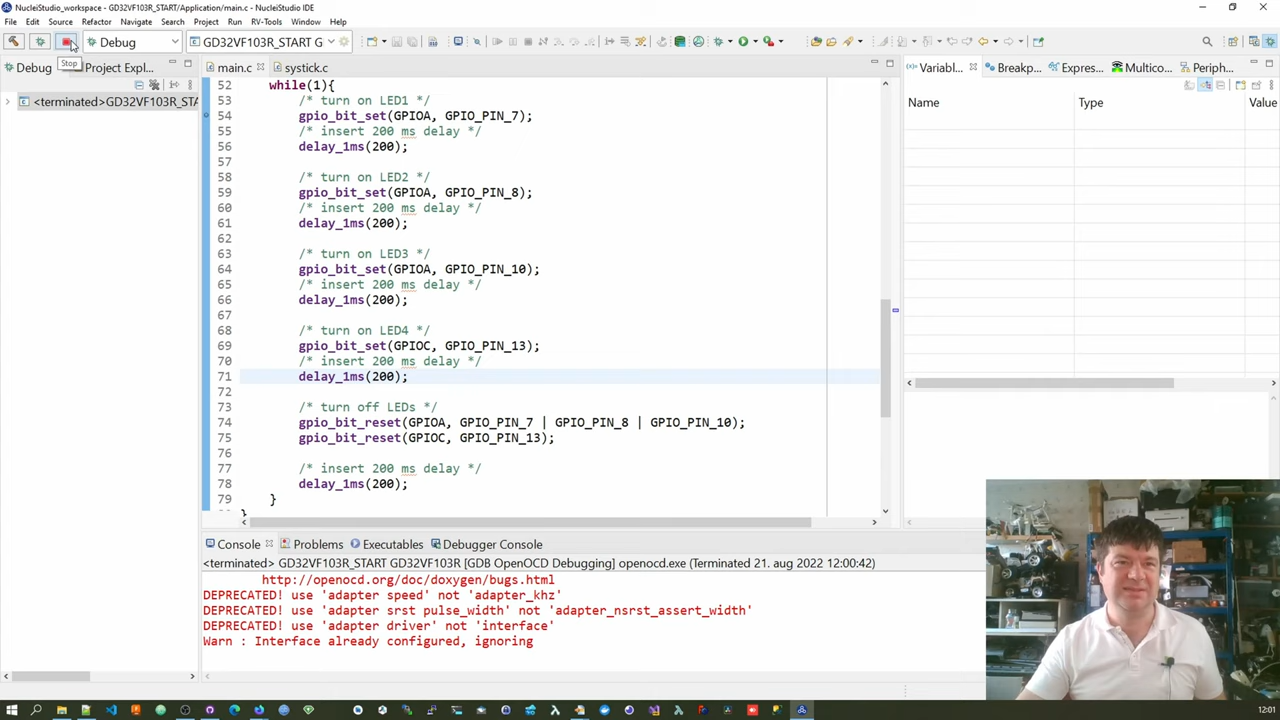 NucleiStudio_workspace - GD32VF103R_START/Application/main.c - NucleiStudio IDE
File Edit Source Refactor Navigate Search Project Run RV-Tools Window Help
Debug
GD32VF103R_START G
Stop
Debug
Project Expl...
<terminated>GD32VF103R_STA
main.c
systick.c
52 while(1){
53 /* turn on LED1 */
54 gpio_bit_set(GPIOA, GPIO_PIN_7);
55 /* insert 200 ms delay */
56 delay_1ms(200);
57
58 /* turn on LED2 */
59 gpio_bit_set(GPIOA, GPIO_PIN_8);
60 /* insert 200 ms delay */
61 delay_1ms(200);
62
63 /* turn on LED3 */
64 gpio_bit_set(GPIOA, GPIO_PIN_10);
65 /* insert 200 ms delay */
66 delay_1ms(200);
67
68 /* turn on LED4 */
69 gpio_bit_set(GPIOC, GPIO_PIN_13);
70 /* insert 200 ms delay */
71 delay_1ms(200);
72
73 /* turn off LEDs */
74 gpio_bit_reset(GPIOA, GPIO_PIN_7 | GPIO_PIN_8 | GPIO_PIN_10);
75 gpio_bit_reset(GPIOC, GPIO_PIN_13);
76
77 /* insert 200 ms delay */
78 delay_1ms(200);
79 }
Variabl...
Breakp...
Expres...
Multico...
Periph...
Name Type Value
Console Problems Executables Debugger Console
<terminated> GD32VF103R_START GD32VF103R [GDB OpenOCD Debugging] openocd.exe (Terminated 21. aug 2022 12:00:42)
http://openocd.org/doc/doxygen/bugs.html
DEPRECATED! use 'adapter speed' not 'adapter_khz'
DEPRECATED! use 'adapter srst pulse_width' not 'adapter_nsrst_assert_width'
DEPRECATED! use 'adapter driver' not 'interface'
Warn : Interface already configured, ignoring
12:01